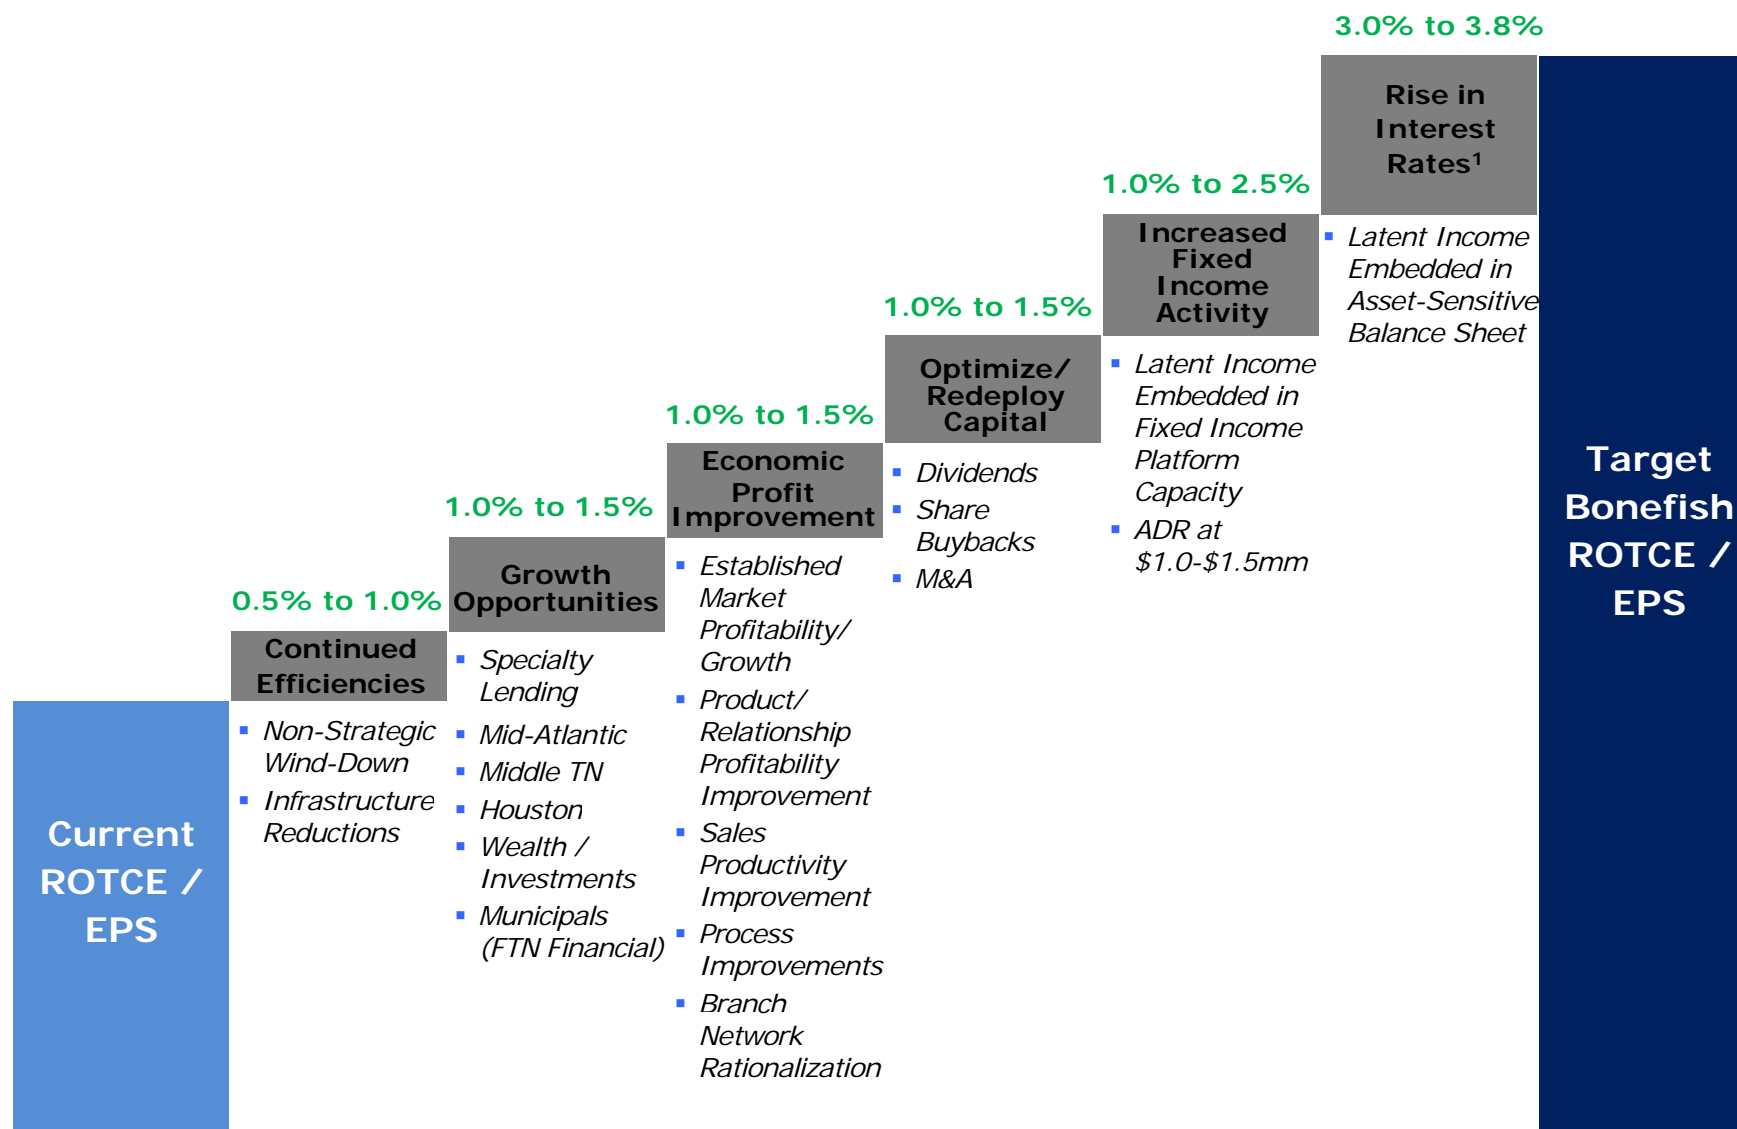 3.0% to 3.8%
Rise in
Interest
Rates¹
▪ Latent Income
Embedded in
Asset-Sensitive
Balance Sheet
1.0% to 2.5%
Increased
Fixed
Income
Activity
▪ Latent Income
Embedded in
Fixed Income
Platform
Capacity
▪ ADR at
$1.0-$1.5mm
1.0% to 1.5%
Optimize/
Redeploy
Capital
▪ Dividends
▪ Share
Buybacks
▪ M&A
1.0% to 1.5%
Economic
Profit
Improvement
▪ Established
Market
Profitability/
Growth
▪ Product/
Relationship
Profitability
Improvement
▪ Sales
Productivity
Improvement
▪ Process
Improvements
▪ Branch
Network
Rationalization
1.0% to 1.5%
Growth
Opportunities
▪ Specialty
Lending
▪ Mid-Atlantic
▪ Middle TN
▪ Houston
▪ Wealth /
Investments
▪ Municipals
(FTN Financial)
0.5% to 1.0%
Continued
Efficiencies
▪ Non-Strategic
Wind-Down
▪ Infrastructure
Reductions
Current
ROTCE /
EPS
Target
Bonefish
ROTCE /
EPS